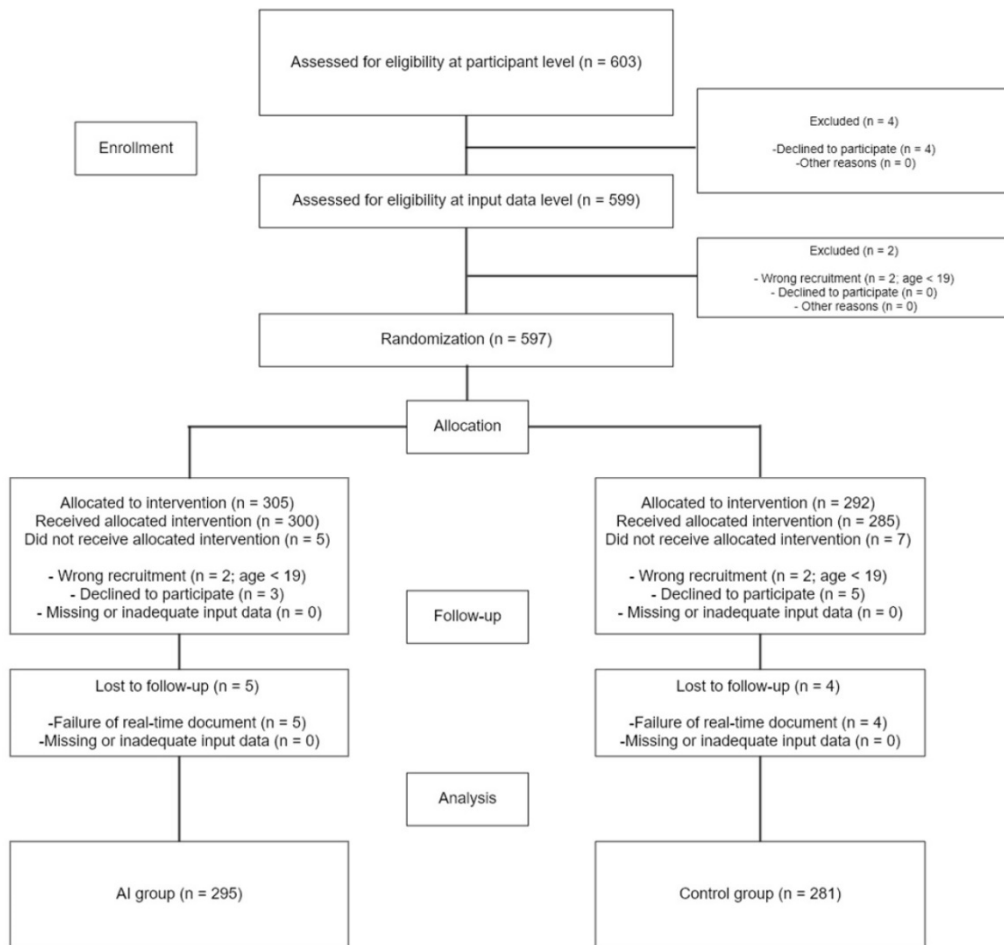 Assessed for eligibility at participant level (n = 603)
Enrollment
Excluded (n = 4)
-Declined to participate (n = 4)
-Other reasons (n = 0)
Assessed for eligibility at input data level (n = 599)
Excluded (n = 2)
- Wrong recruitment (n = 2; age < 19)
- Declined to participate (n = 0)
- Other reasons (n = 0)
Randomization (n = 597)
Allocation
Allocated to intervention (n = 305)
Received allocated intervention (n = 300)
Did not receive allocated intervention (n = 5)
- Wrong recruitment (n = 2; age < 19)
- Declined to participate (n = 3)
- Missing or inadequate input data (n = 0)
Allocated to intervention (n = 292)
Received allocated intervention (n = 285)
Did not receive allocated intervention (n = 7)
- Wrong recruitment (n = 2; age < 19)
- Declined to participate (n = 5)
- Missing or inadequate input data (n = 0)
Follow-up
Lost to follow-up (n = 5)
-Failure of real-time document (n = 5)
-Missing or inadequate input data (n = 0)
Lost to follow-up (n = 4)
-Failure of real-time document (n = 4)
-Missing or inadequate input data (n = 0)
Analysis
AI group (n = 295)
Control group (n = 281)